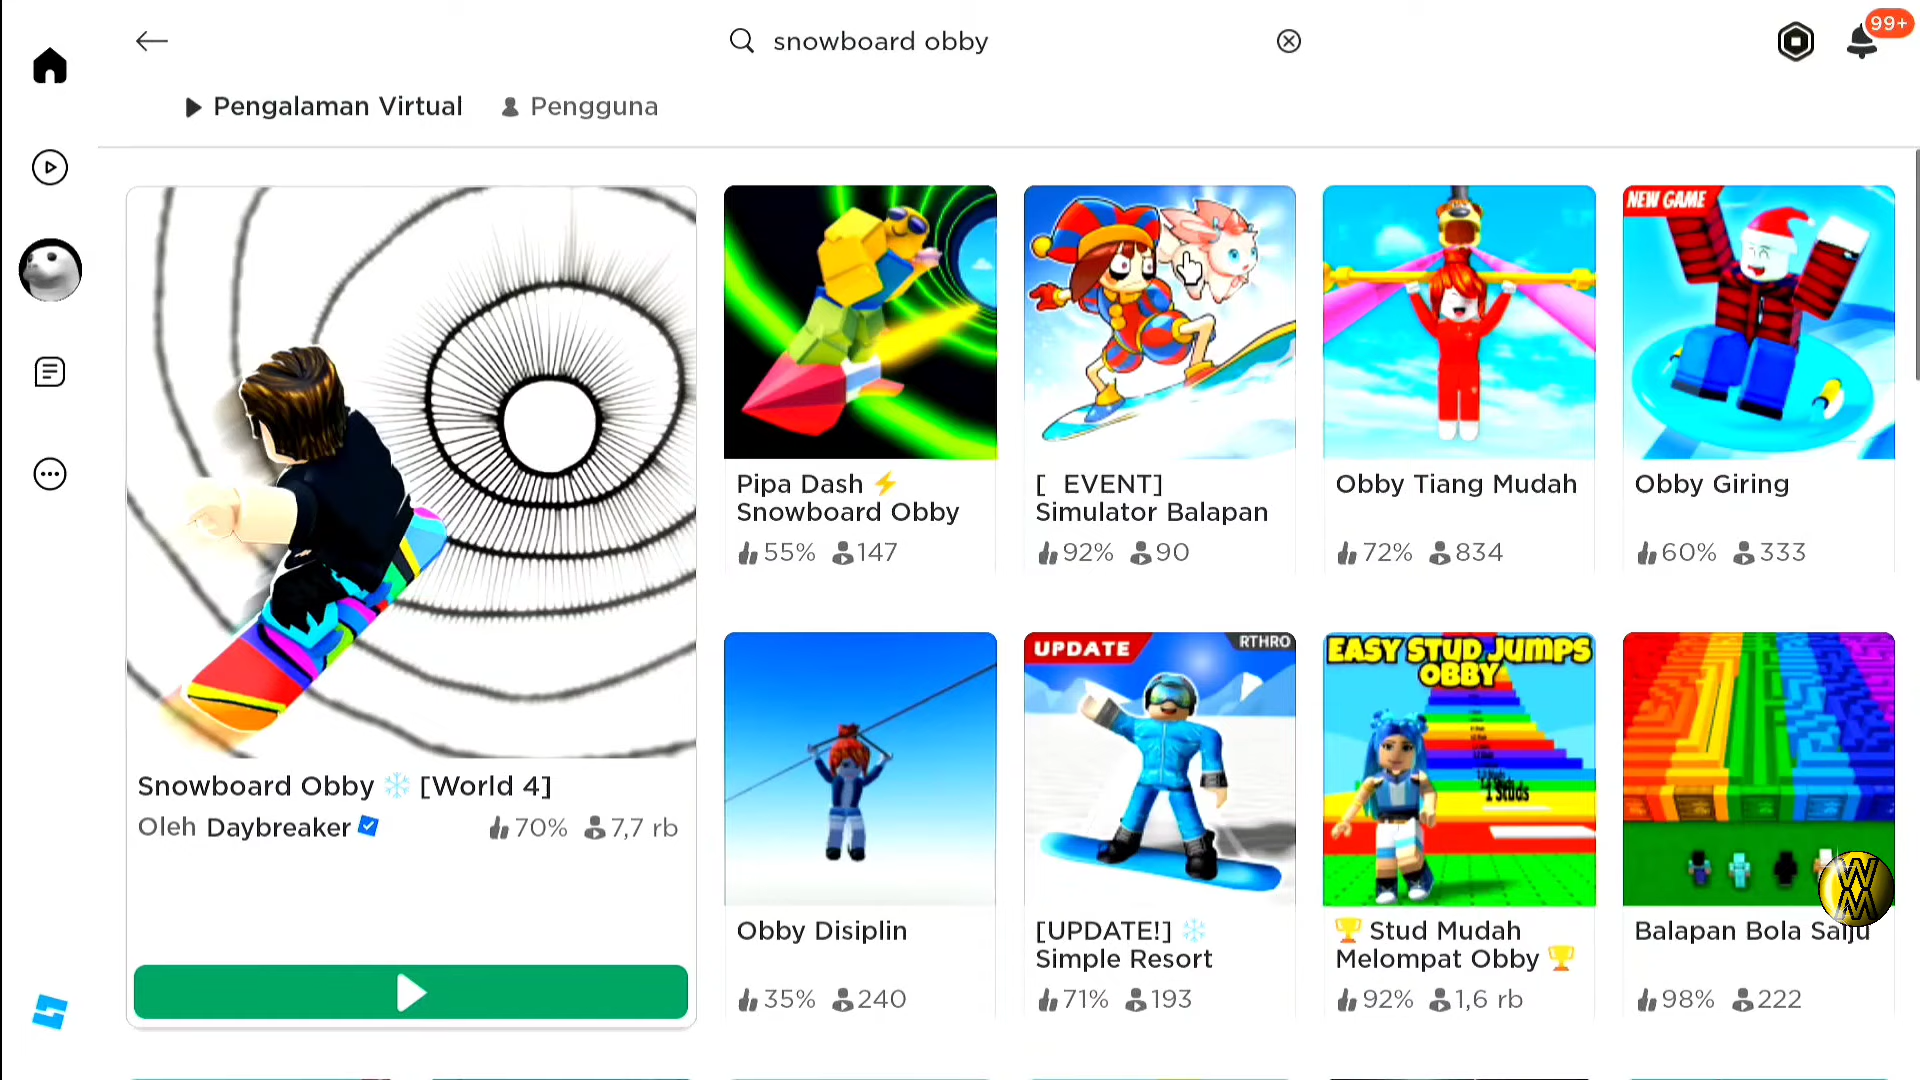 snowboard obby
99+
Pengalaman Virtual
Pengguna
Snowboard Obby ❄️ [World 4]
Oleh Daybreaker
70% 7,7 rb
Pipa Dash ⚡
Snowboard Obby
55% 147
[ EVENT]
Simulator Balapan
92% 90
Obby Tiang Mudah
72% 834
NEW GAME
Obby Giring
60% 333
Obby Disiplin
35% 240
UPDATE
RTHRO
[UPDATE!] ❄️
Simple Resort
71% 193
EASY STUD JUMPS
OBBY
1 Studs
🏆 Stud Mudah
Melompat Obby 🏆
92% 1,6 rb
Balapan Bola Salju
98% 222
WM